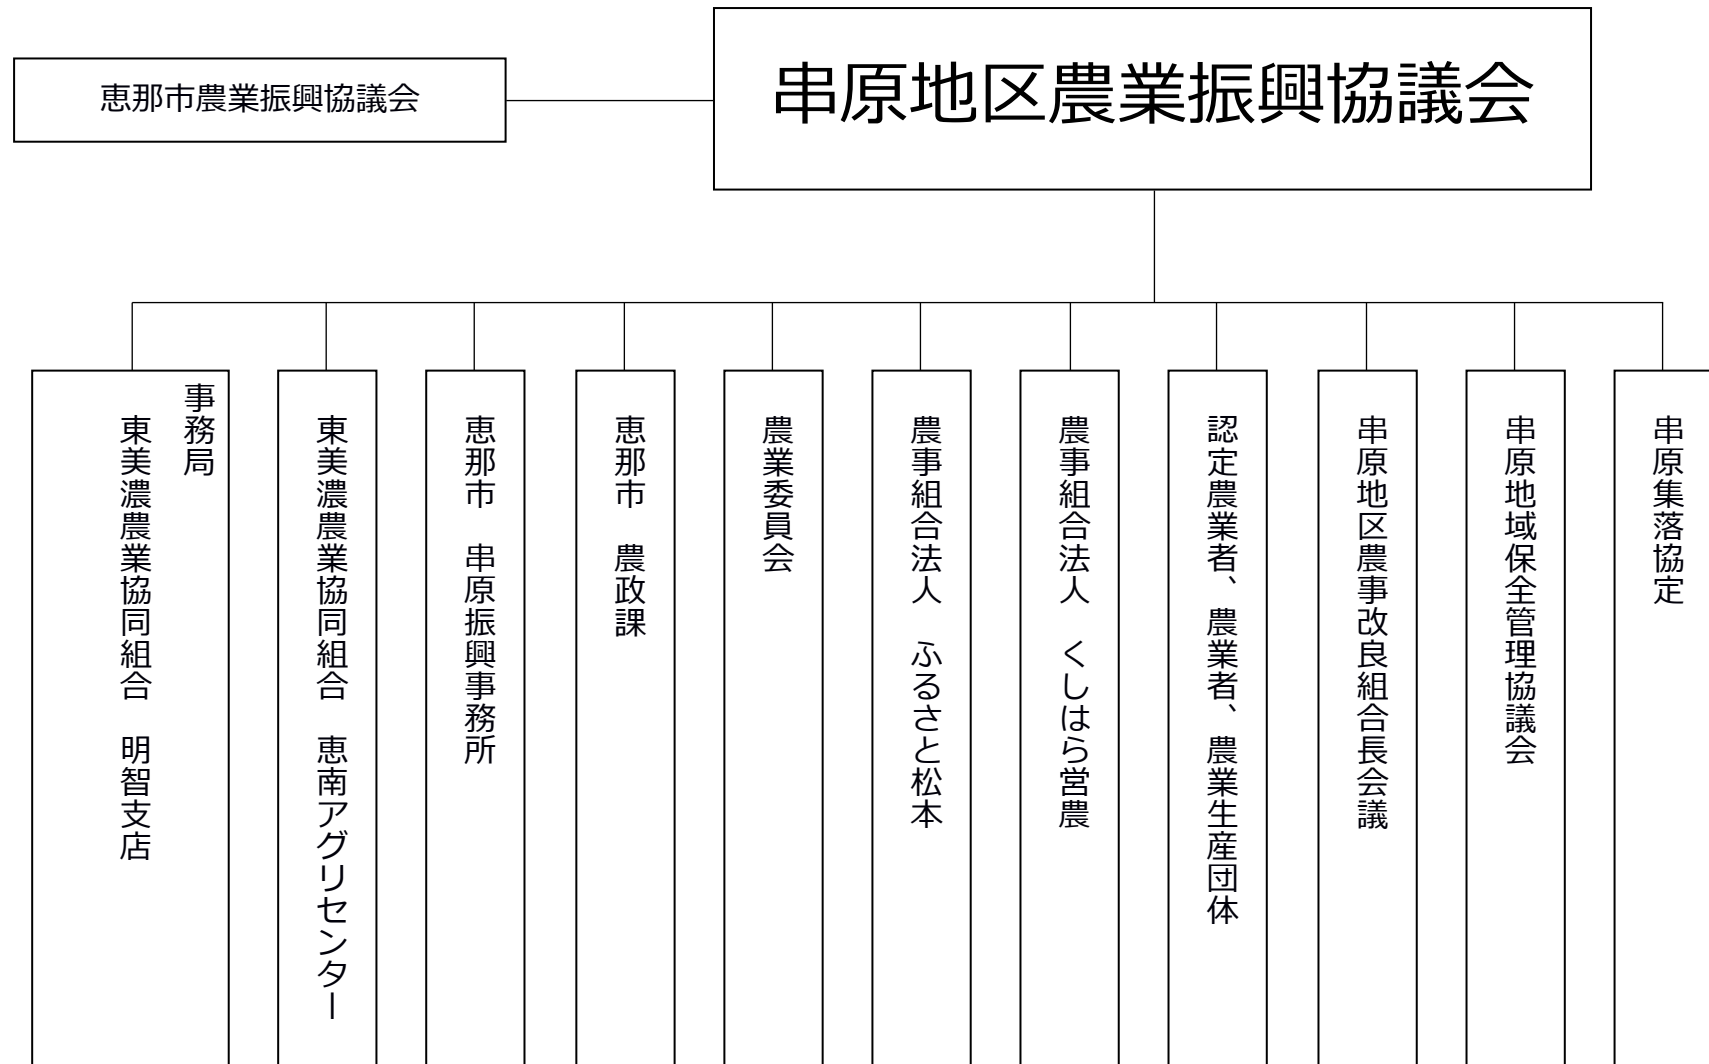 恵那市農業振興協議会
串原地区農業振興協議会
串原集落協定
串原地域保全管理協議会
串原地区農事改良組合長会議
認定農業者、農業者、農業生産団体
農事組合法人　くしはら営農
農事組合法人　ふるさと松本
農業委員会
恵那市　農政課
恵那市　串原振興事務所
東美濃農業協同組合　恵南アグリセンター
事務局
東美濃農業協同組合　明智支店